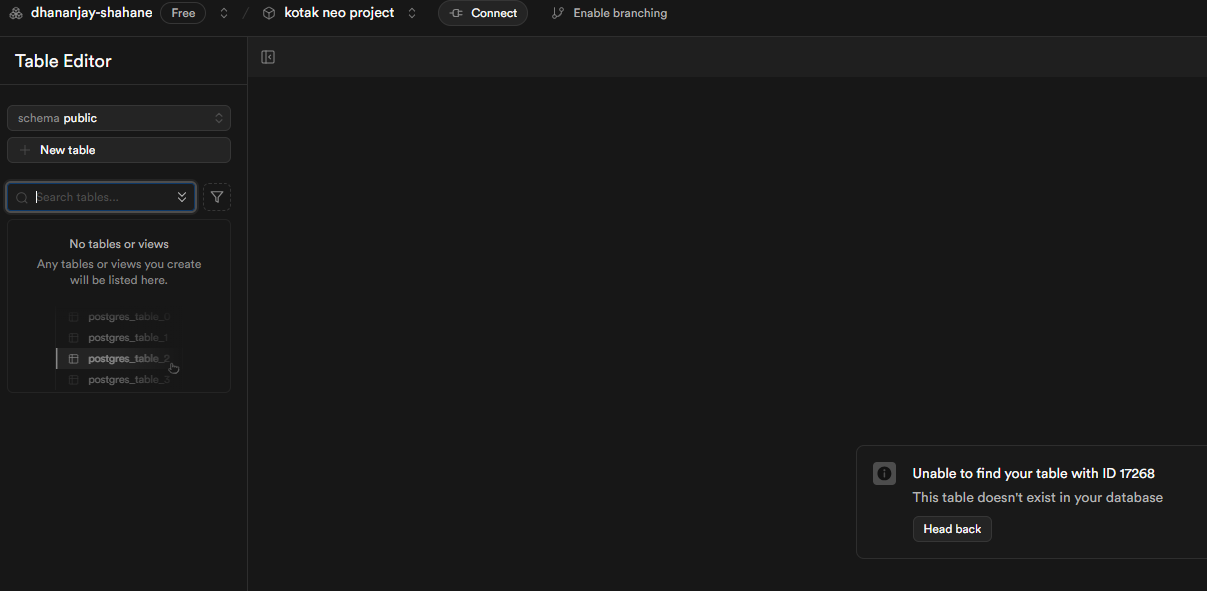 dhananjay-shahane Free / kotak neo project Connect Enable branching
Table Editor
schema public
New table
Search tables...
No tables or views
Any tables or views you create
will be listed here.
postgres_table_0
postgres_table_1
postgres_table_2
postgres_table_3
Unable to find your table with ID 17268
This table doesn't exist in your database
Head back